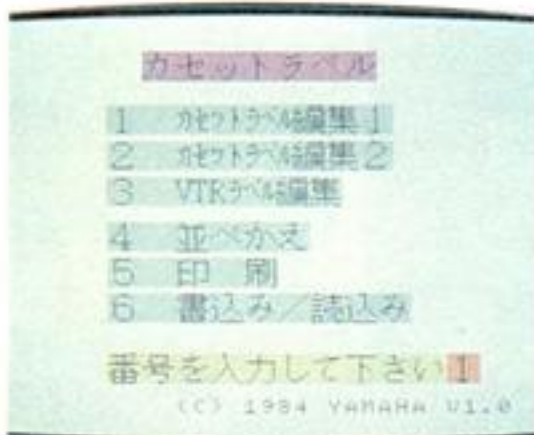 カセットラベル
1 カセットラベル編集1
2 カセットラベル編集2
3 VTRラベル編集
4 並べかえ
5 印刷
6 書込み/読込み
番号を入力して下さい1
(C) 1984 YAMAHA V1.0